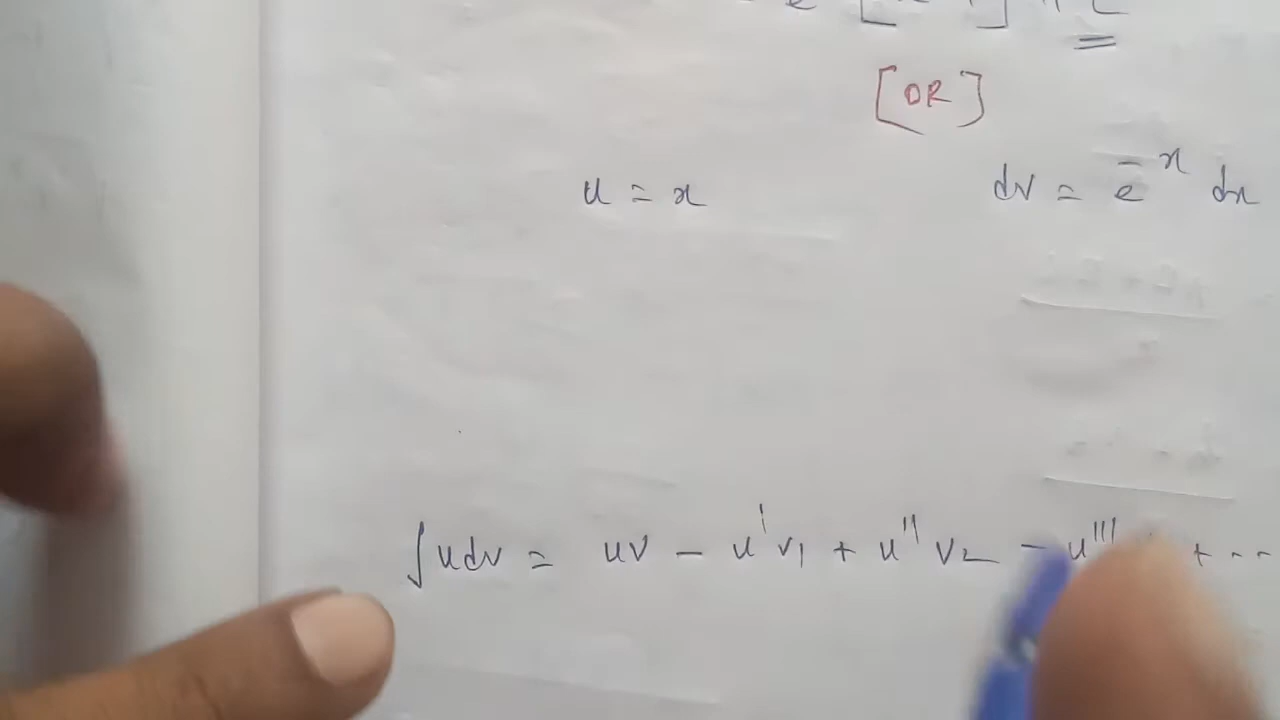 [OR]
u = x dv = e^{-x} dx
∫udv = uv - u'v₁ + u''v₂ - u''' + ...